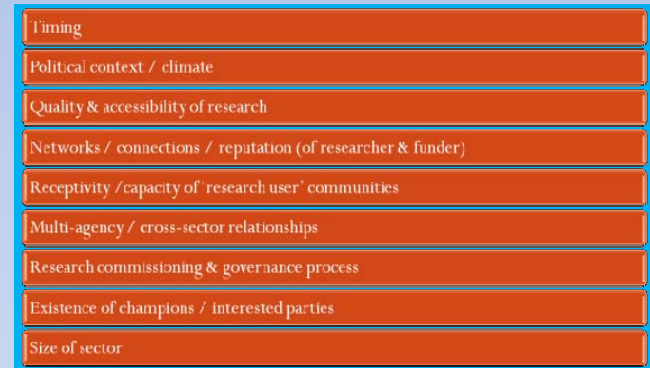 Timing
Political context / climate
Quality & accessibility of research
Networks / connections / reputation (of researcher & funder)
Receptivity /capacity of 'research user' communities
Multi-agency / cross-sector relationships
Research commissioning & governance process
Existence of champions / interested parties
Size of sector